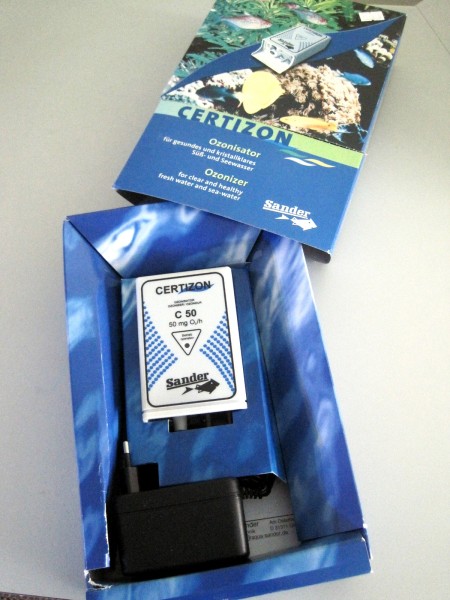 CERTIZON
Ozonisator
für gesundes und kristallklares
Süß- und Seewasser
Ozonizer
for clear and healthy
fresh water and sea-water
Sander
CERTIZON
C 50
50 mg O₃/h
Sander